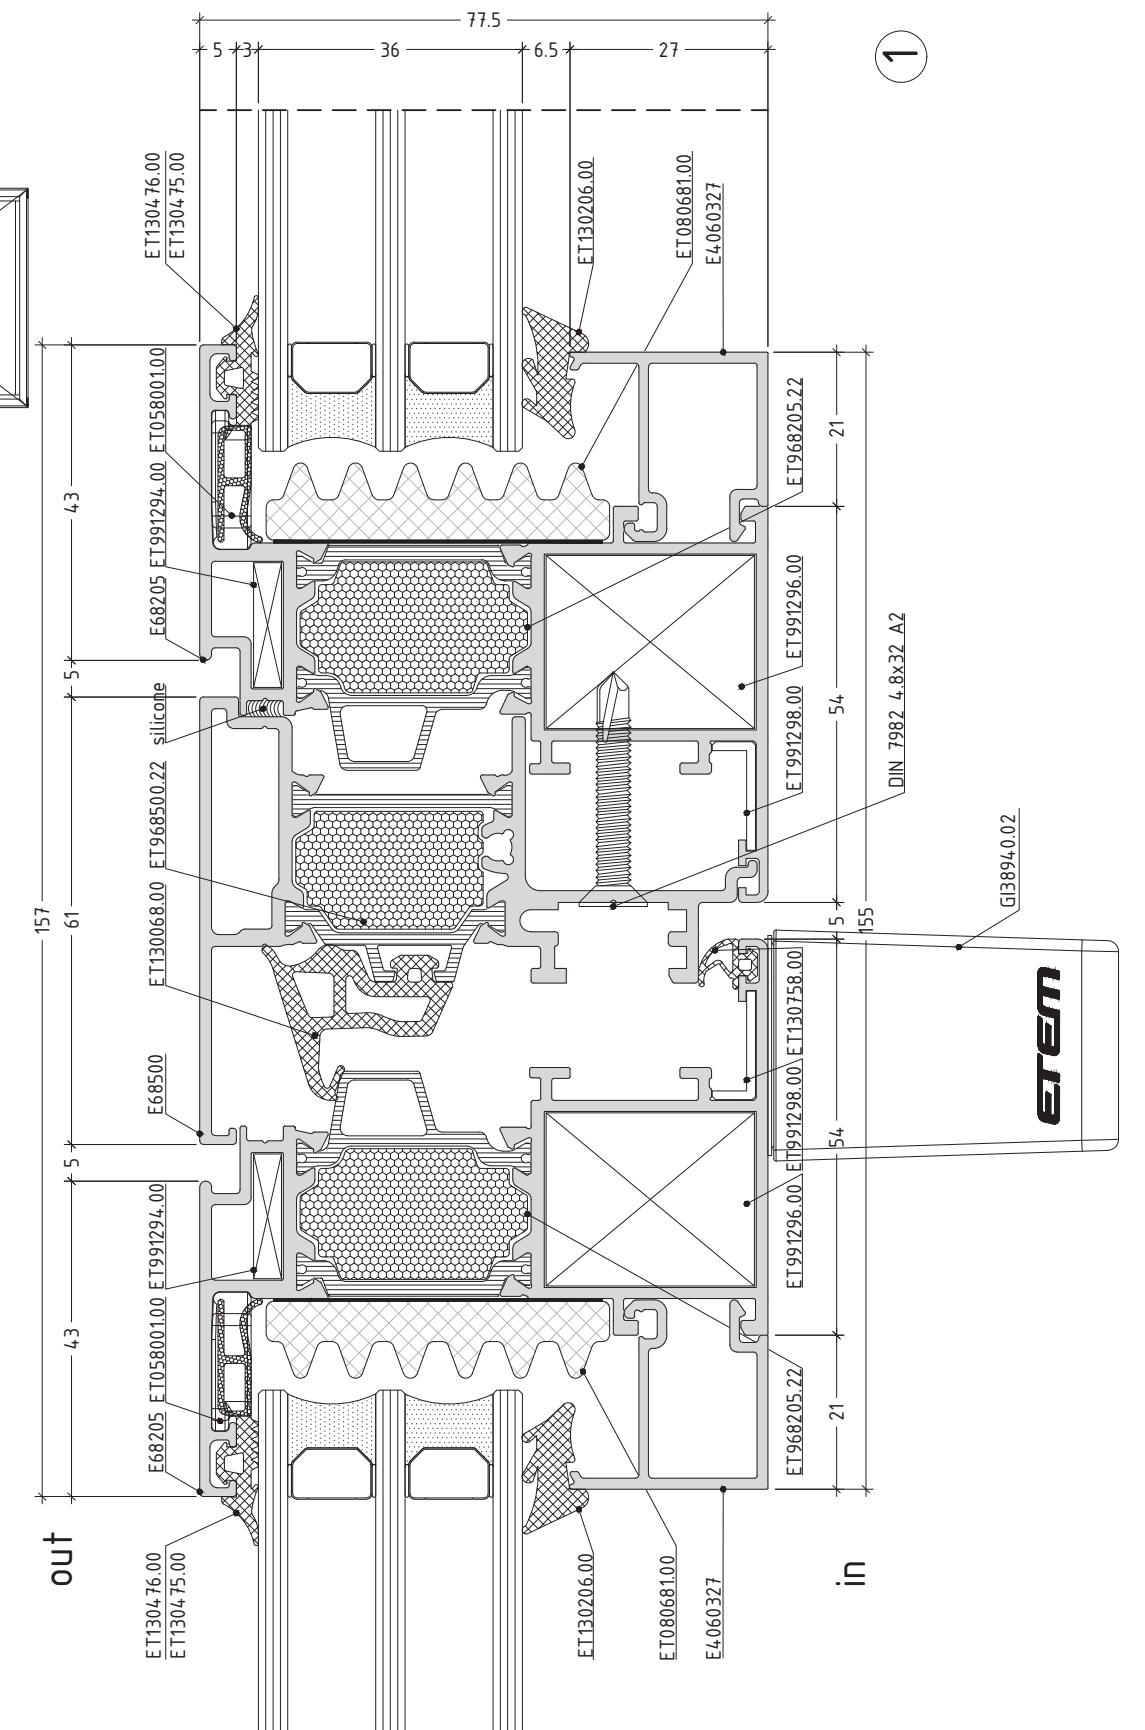 77.5
5
3
36
6.5
27
1
ET130476.00
ET130475.00
ET130206.00
ET080681.00
E4060327
157
43
5
61
5
43
E68205
ET991294.00
ET058001.00
silicone
ET130068.00
ET968500.22
E68500
E68205
ET058001.00
ET991294.00
ET968205.22
ET991296.00
ET991298.00
DIN 7982 4.8x32 A2
GI38940.02
ET991296.00
ET991298.00
ET130758.00
ET968205.22
21
54
5
155
54
21
ETEM
out
in
ET130476.00
ET130475.00
ET130206.00
ET080681.00
E4060327